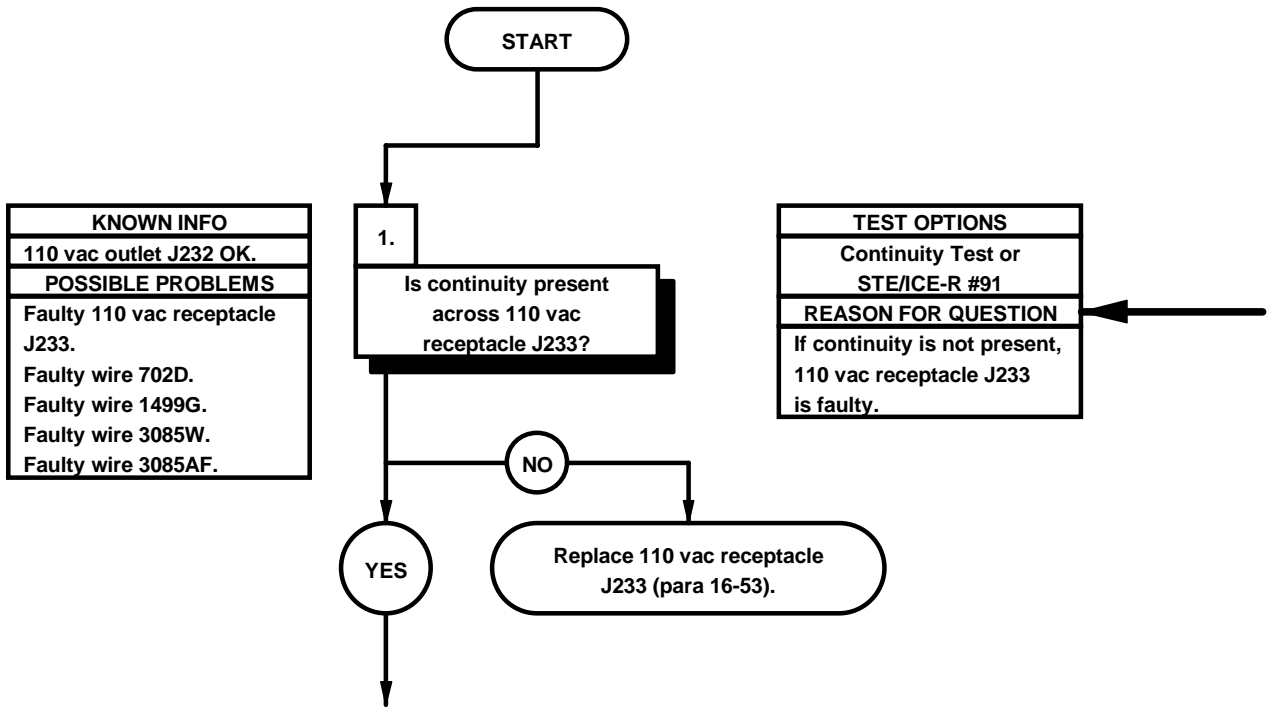 START
KNOWN INFO
110 vac outlet J232 OK.
POSSIBLE PROBLEMS
Faulty 110 vac receptacle
J233.
Faulty wire 702D.
Faulty wire 1499G.
Faulty wire 3085W.
Faulty wire 3085AF.
1.
Is continuity present
across 110 vac
receptacle J233?
TEST OPTIONS
Continuity Test or
STE/ICE-R #91
REASON FOR QUESTION
If continuity is not present,
110 vac receptacle J233
is faulty.
NO
YES
Replace 110 vac receptacle
J233 (para 16-53).